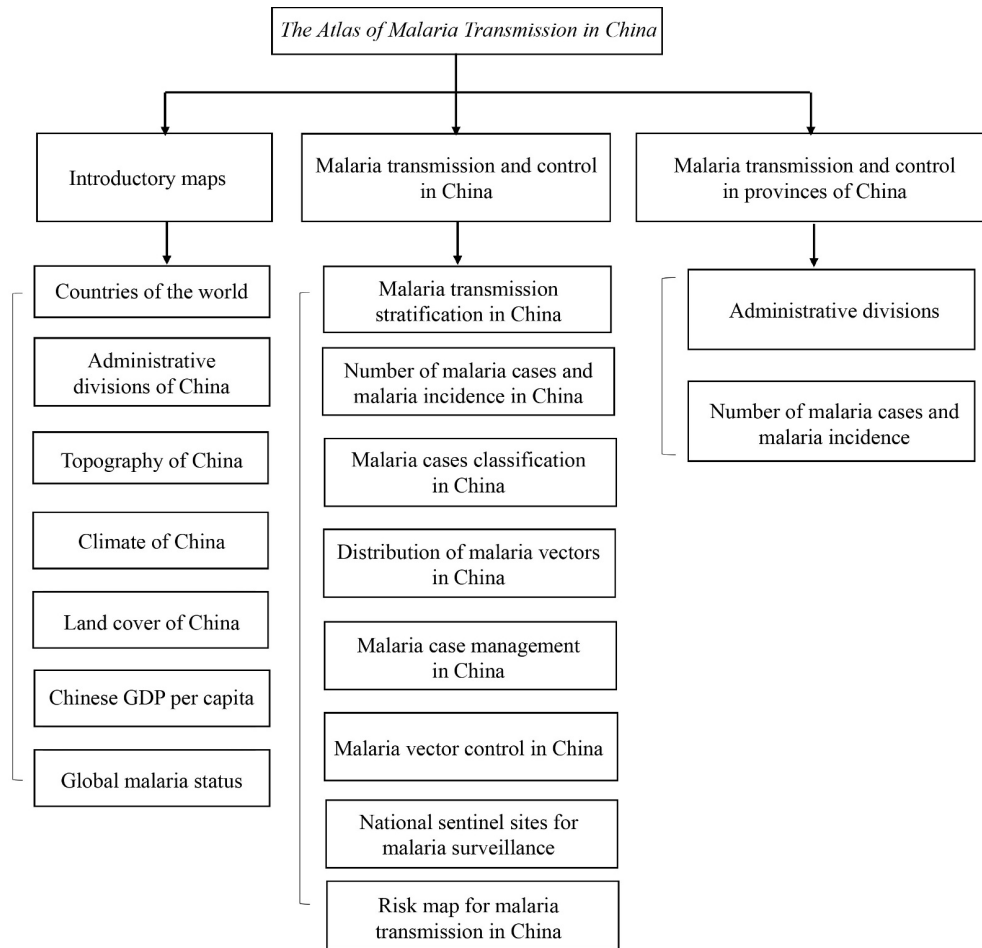 The Atlas of Malaria Transmission in China
Introductory maps
Countries of the world
Administrative
divisions of China
Topography of China
Climate of China
Land cover of China
Chinese GDP per capita
Global malaria status
Malaria transmission and control
in China
Malaria transmission
stratification in China
Number of malaria cases and
malaria incidence in China
Malaria cases classification
in China
Distribution of malaria vectors
in China
Malaria case management
in China
Malaria vector control in China
National sentinel sites for
malaria surveillance
Risk map for malaria
transmission in China
Malaria transmission and control
in provinces of China
Administrative divisions
Number of malaria cases and
malaria incidence